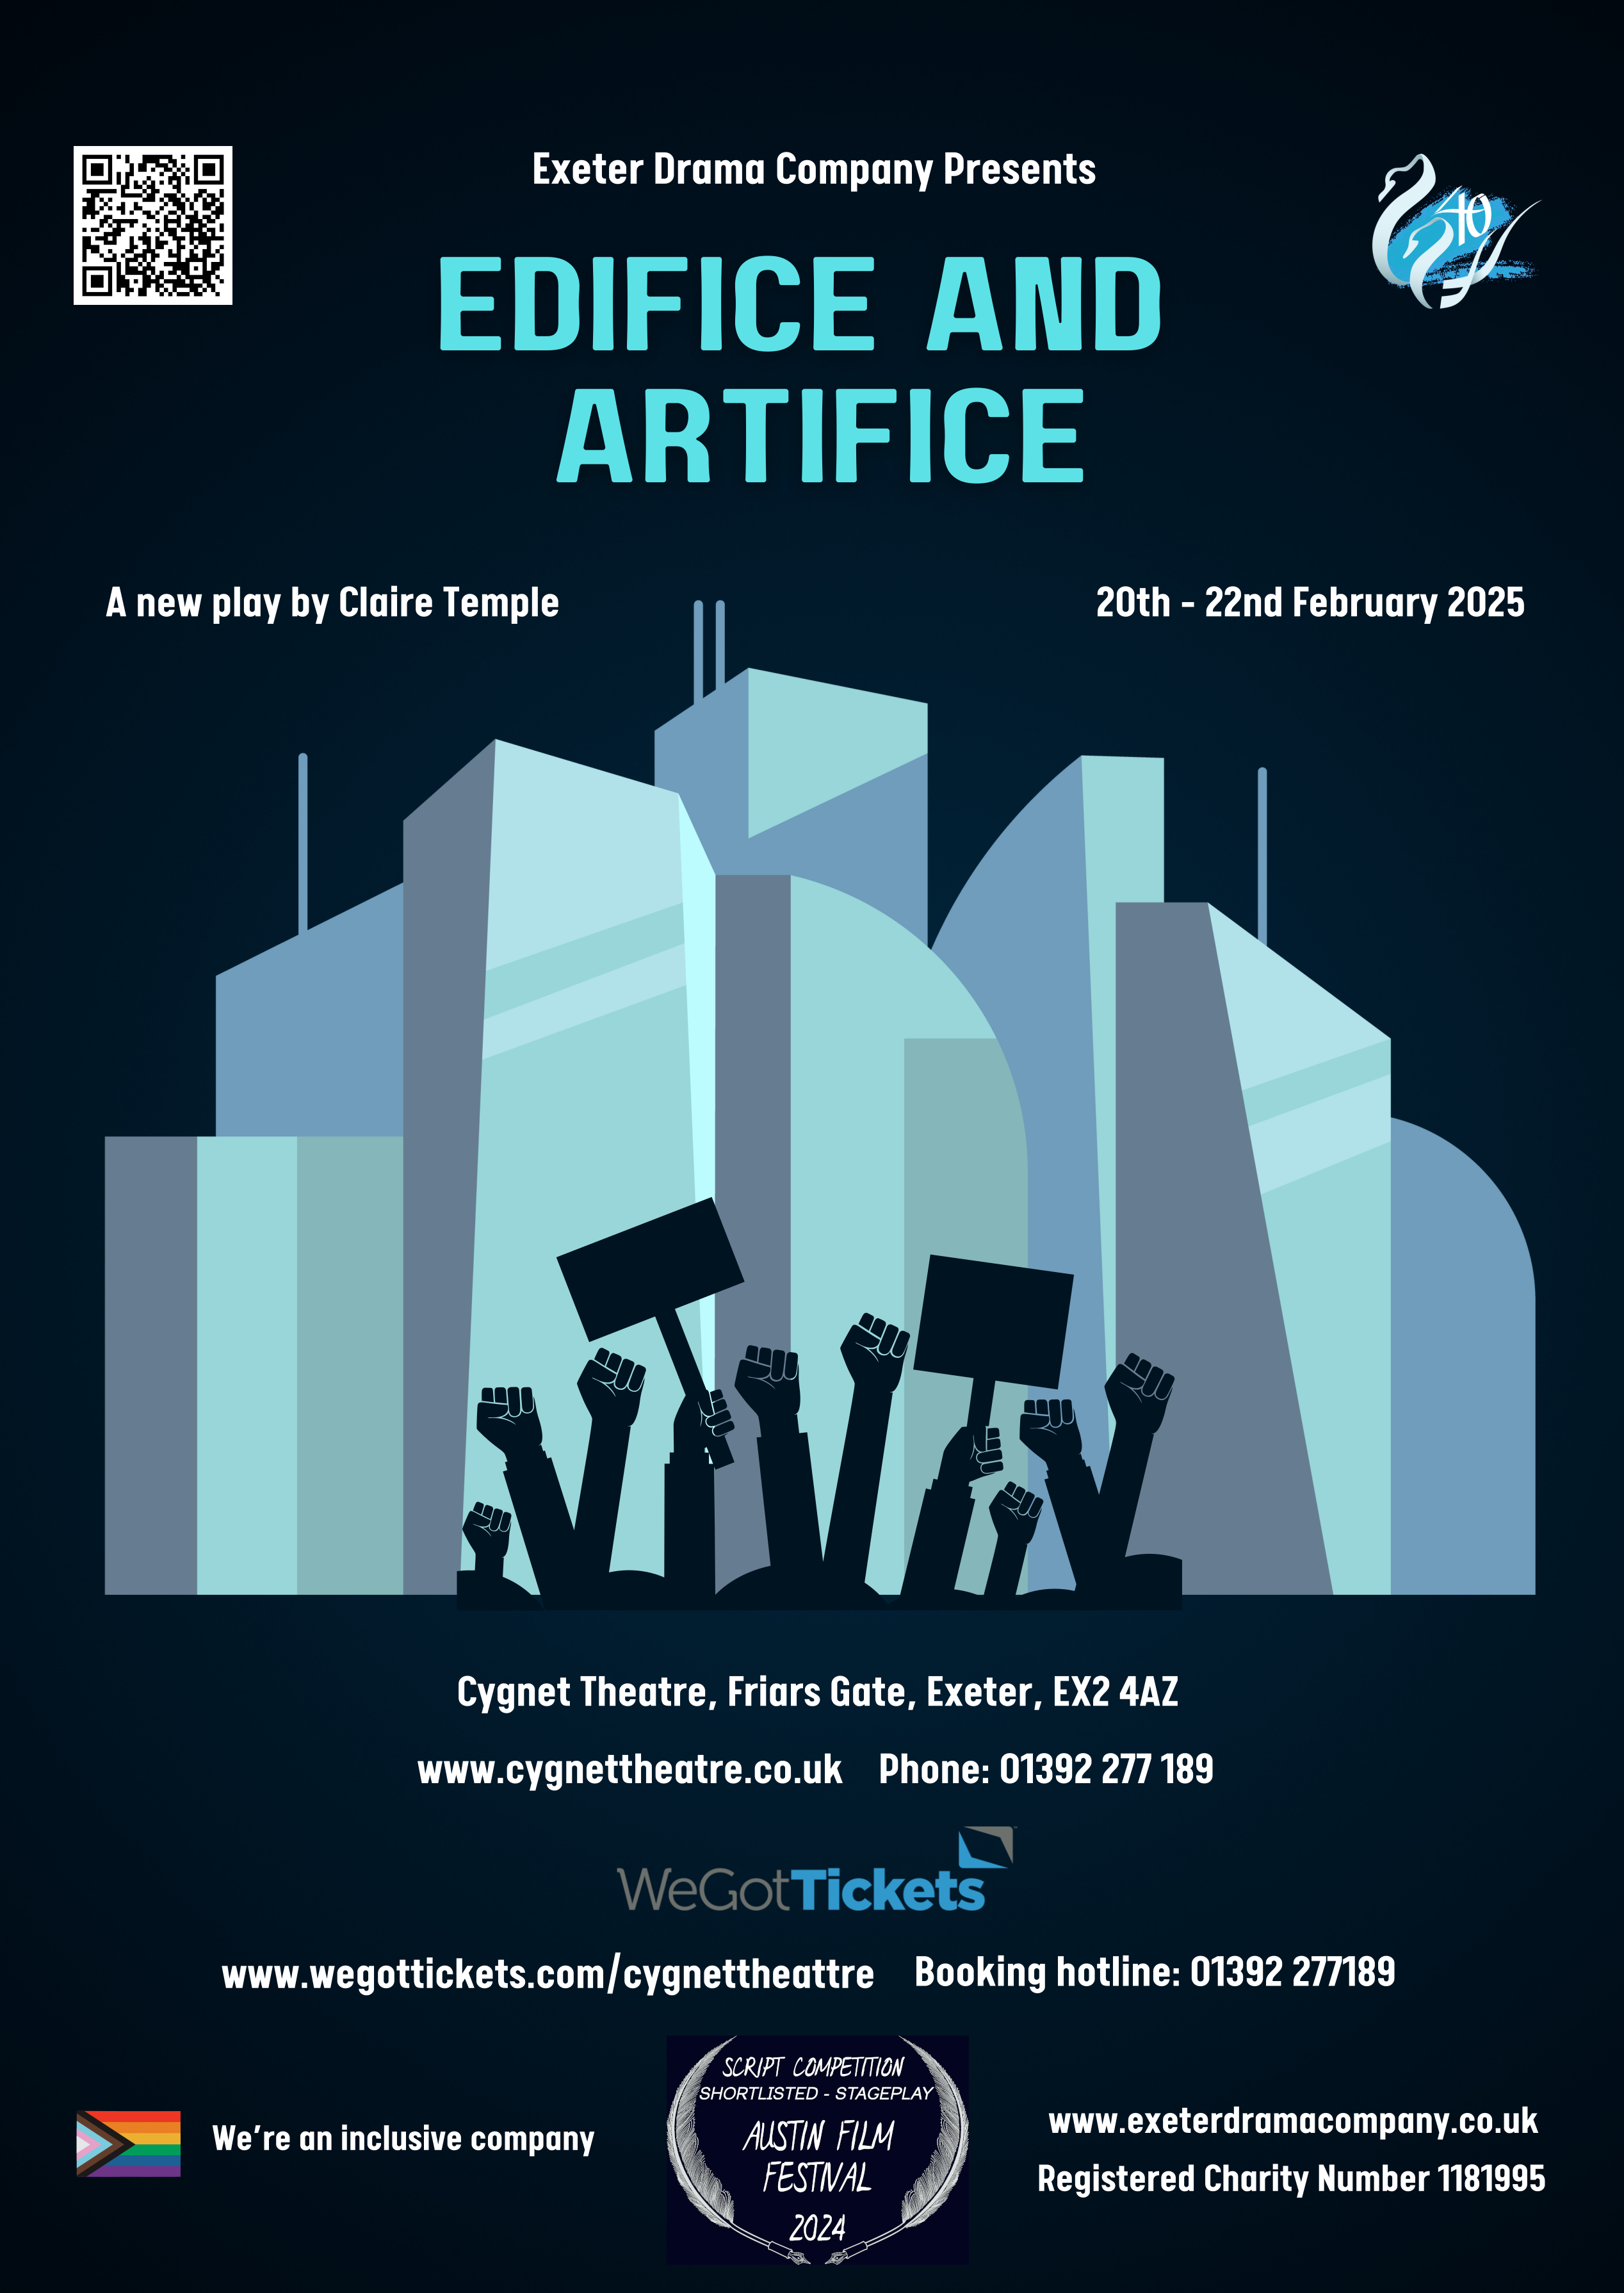 Exeter Drama Company Presents
40
EDIFICE AND
ARTIFICE
A new play by Claire Temple
20th - 22nd February 2025
Cygnet Theatre, Friars Gate, Exeter, EX2 4AZ
www.cygnettheatre.co.uk Phone: 01392 277 189
WeGotTickets
www.wegottickets.com/cygnettheattre Booking hotline: 01392 277189
SCRIPT COMPETITION
SHORTLISTED - STAGEPLAY
AUSTIN FILM
FESTIVAL
2024
We're an inclusive company
www.exeterdramacompany.co.uk
Registered Charity Number 1181995